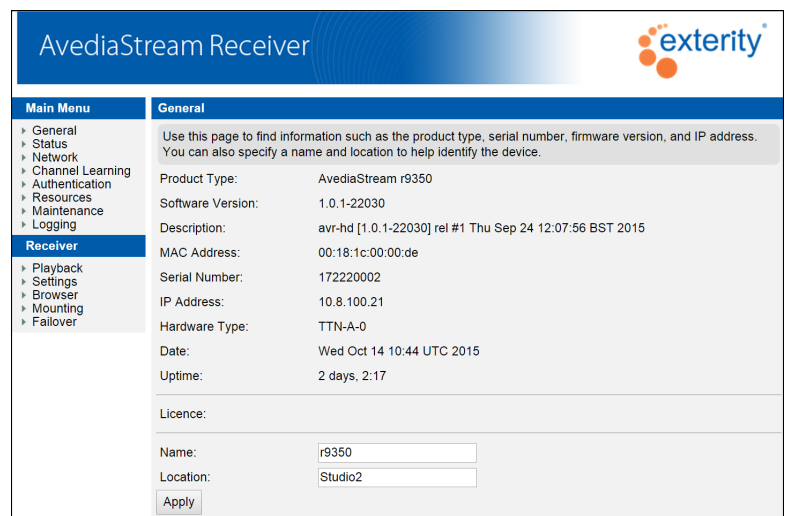 AvediaStream Receiver
exterity
Main Menu
General
Status
Network
Channel Learning
Authentication
Resources
Maintenance
Logging
Receiver
Playback
Settings
Browser
Mounting
Failover
General
Use this page to find information such as the product type, serial number, firmware version, and IP address.
You can also specify a name and location to help identify the device.
Product Type: AvediaStream r9350
Software Version: 1.0.1-22030
Description: avr-hd [1.0.1-22030] rel #1 Thu Sep 24 12:07:56 BST 2015
MAC Address: 00:18:1c:00:00:de
Serial Number: 172220002
IP Address: 10.8.100.21
Hardware Type: TTN-A-0
Date: Wed Oct 14 10:44 UTC 2015
Uptime: 2 days, 2:17
Licence:
Name: r9350
Location: Studio2
Apply